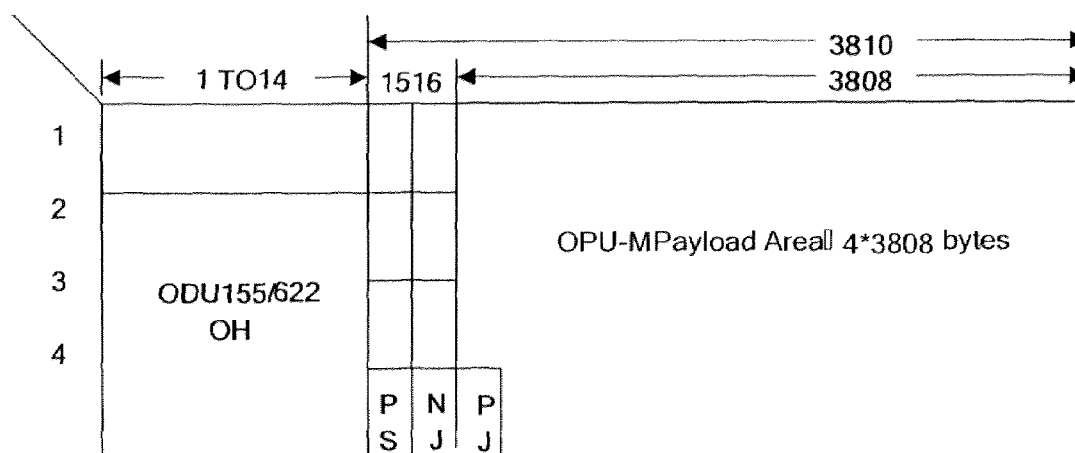 3810
1 TO14 1516 3808
1
2
OPU-MPayload Area 4*3808 bytes
3
ODU155/622
OH
4
P N P
S J J